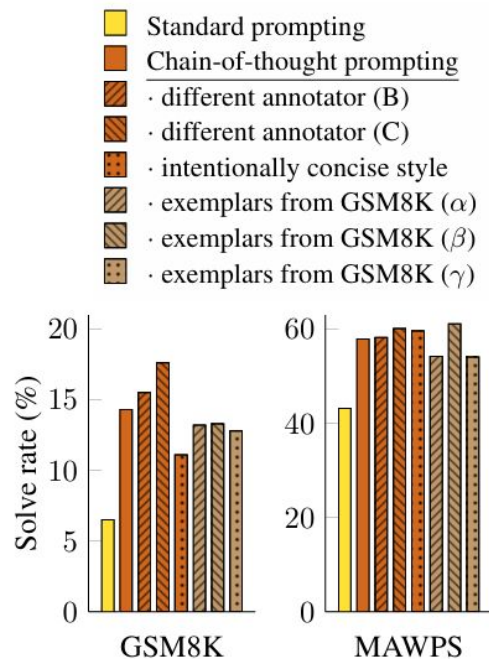 Standard prompting
Chain-of-thought prompting
· different annotator (B)
· different annotator (C)
· intentionally concise style
· exemplars from GSM8K (α)
· exemplars from GSM8K (β)
· exemplars from GSM8K (γ)
Solve rate (%)
20
15
10
5
0
GSM8K
60
40
20
0
MAWPS